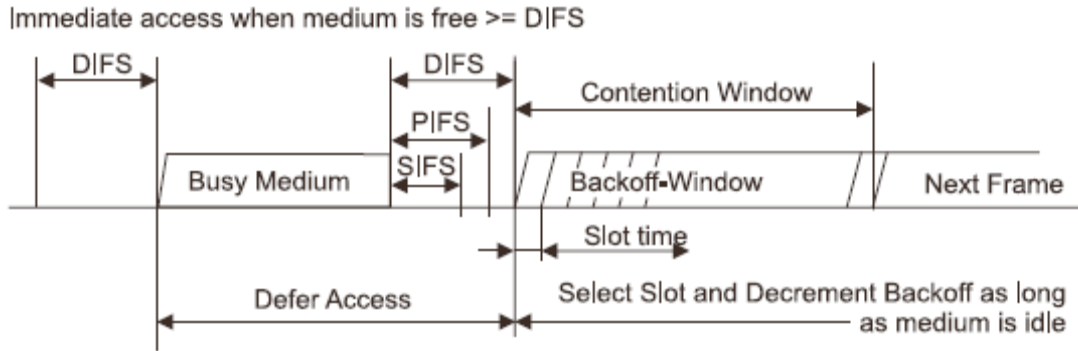 Immediate access when medium is free >= DIFS
DIFS
DIFS
Contention Window
PIFS
SIFS
Busy Medium
Backoff-Window
Next Frame
Slot time
Defer Access
Select Slot and Decrement Backoff as long
as medium is idle